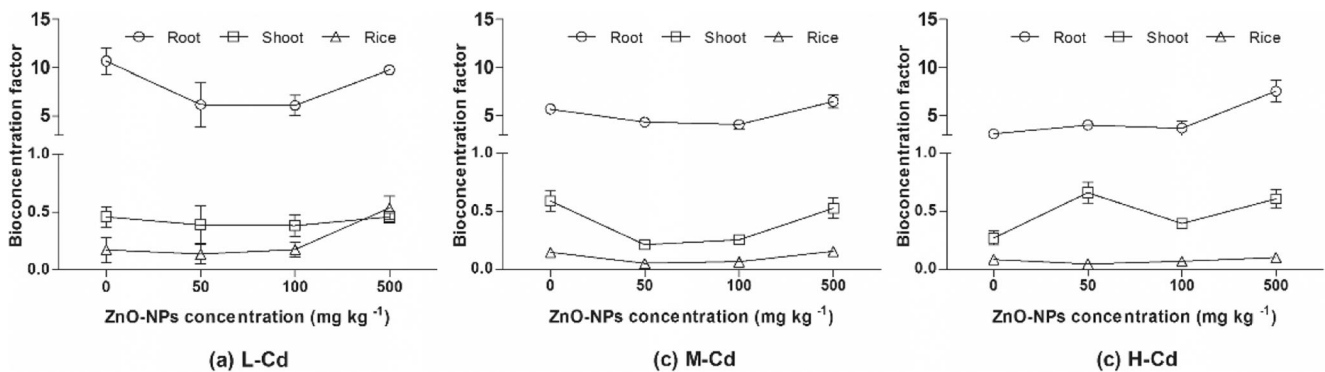 Bioconcentration factor
15
10
5
1.0
0.5
0.0
Root Shoot Rice
0 50 100 500
ZnO-NPs concentration (mg kg -1)
(a) L-Cd
Bioconcentration factor
15
10
5
1.0
0.5
0.0
Root Shoot Rice
0 50 100 500
ZnO-NPs concentration (mg kg -1)
(c) M-Cd
Bioconcentration factor
15
10
5
1.0
0.5
0.0
Root Shoot Rice
0 50 100 500
ZnO-NPs concentration (mg kg -1)
(c) H-Cd